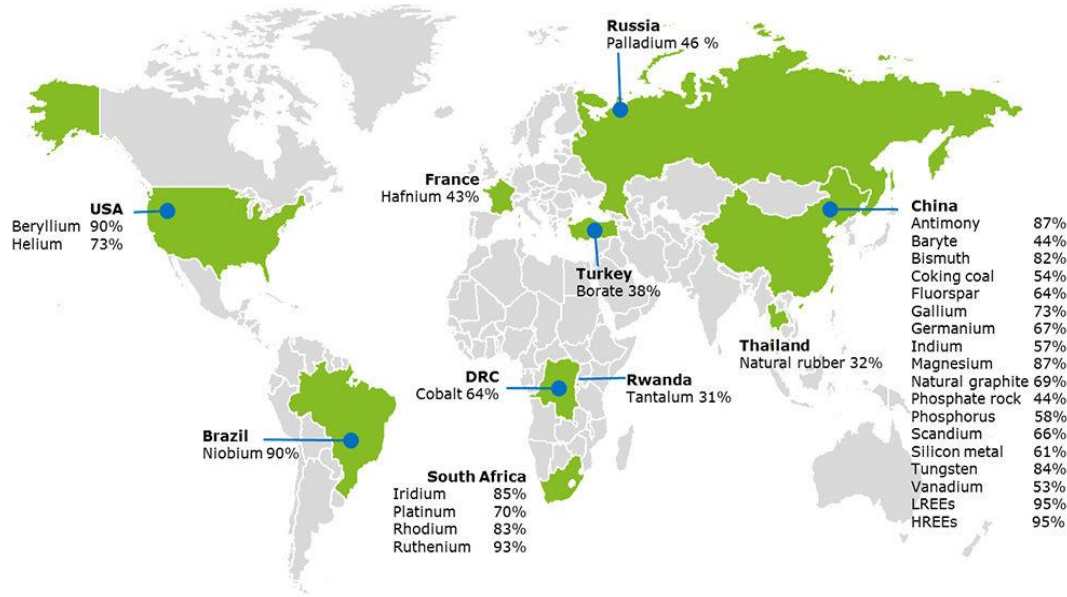 Russia
Palladium 46 %
France
Hafnium 43%
USA
Beryllium 90%
Helium 73%
China
Antimony 87%
Baryte 44%
Bismuth 82%
Coking coal 54%
Fluorspar 64%
Gallium 73%
Germanium 67%
Indium 57%
Magnesium 87%
Natural graphite 69%
Phosphate rock 44%
Phosphorus 58%
Scandium 66%
Silicon metal 61%
Tungsten 84%
Vanadium 53%
LREEs 95%
HREEs 95%
Turkey
Borate 38%
Thailand
Natural rubber 32%
DRC
Cobalt 64%
Rwanda
Tantalum 31%
Brazil
Niobium 90%
South Africa
Iridium 85%
Platinum 70%
Rhodium 83%
Ruthenium 93%